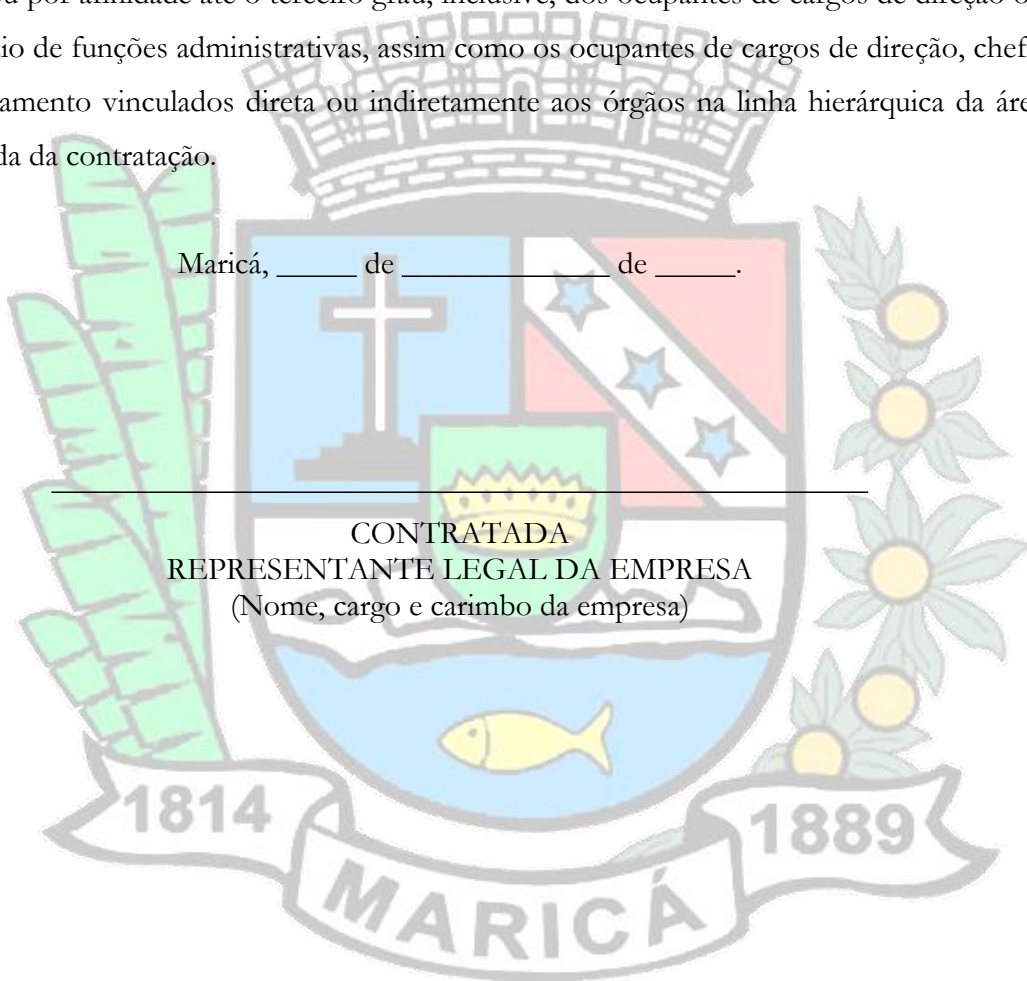 ou por afinidade até o terceiro grau, inclusive, dos ocupantes de cargos de direção o
io de funções administrativas, assim como os ocupantes de cargos de direção, chef
amento vinculados direta ou indiretamente aos órgãos na linha hierárquica da áre
da da contratação.
Maricá, _____ de _____________ de _____.
CONTRATADA
REPRESENTANTE LEGAL DA EMPRESA
(Nome, cargo e carimbo da empresa)
1814
1889
MARICÁ